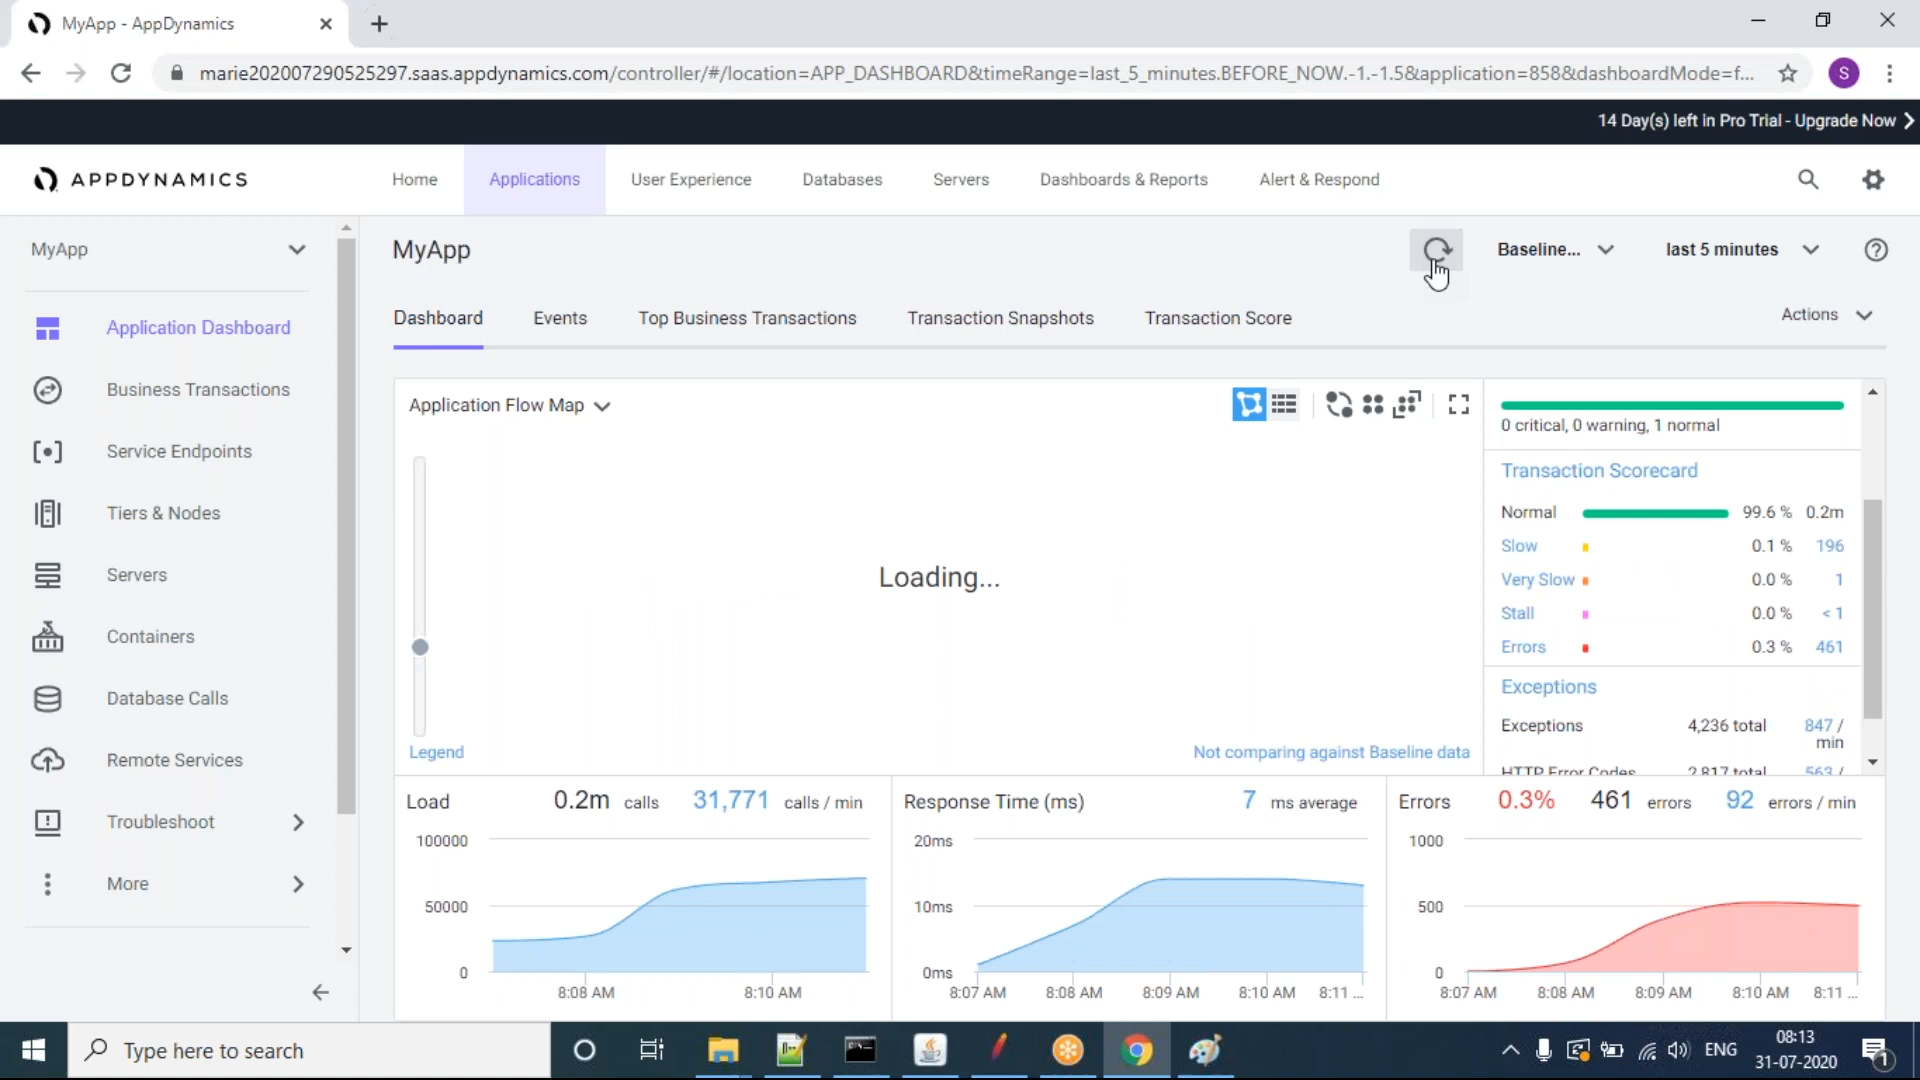 MyApp - AppDynamics
marie202007290525297.saas.appdynamics.com/controller/#/location=APP_DASHBOARD&timeRange=last_5_minutes.BEFORE_NOW.-1.-1.5&application=858&dashboardMode=f...
S
14 Day(s) left in Pro Trial - Upgrade Now
APPDYNAMICS
Home
Applications
User Experience
Databases
Servers
Dashboards & Reports
Alert & Respond
MyApp
Application Dashboard
Business Transactions
Service Endpoints
Tiers & Nodes
Servers
Containers
Database Calls
Remote Services
Troubleshoot
More
MyApp
Baseline...
last 5 minutes
Dashboard
Events
Top Business Transactions
Transaction Snapshots
Transaction Score
Actions
Application Flow Map
Loading...
Legend
Not comparing against Baseline data
0 critical, 0 warning, 1 normal
Transaction Scorecard
Normal 99.6 % 0.2m
Slow 0.1 % 196
Very Slow 0.0 % 1
Stall 0.0 % < 1
Errors 0.3 % 461
Exceptions
Exceptions 4,236 total 847 /
min
HTTP Error Codes 2,817 total 563 /
Load 0.2m calls 31,771 calls / min
100000
50000
0
8:08 AM 8:10 AM
Response Time (ms) 7 ms average
20ms
10ms
0ms
8:07 AM 8:08 AM 8:09 AM 8:10 AM 8:11 ...
Errors 0.3% 461 errors 92 errors / min
1000
500
0
8:07 AM 8:08 AM 8:09 AM 8:10 AM 8:11 ...
Type here to search
ENG
08:13
31-07-2020
1